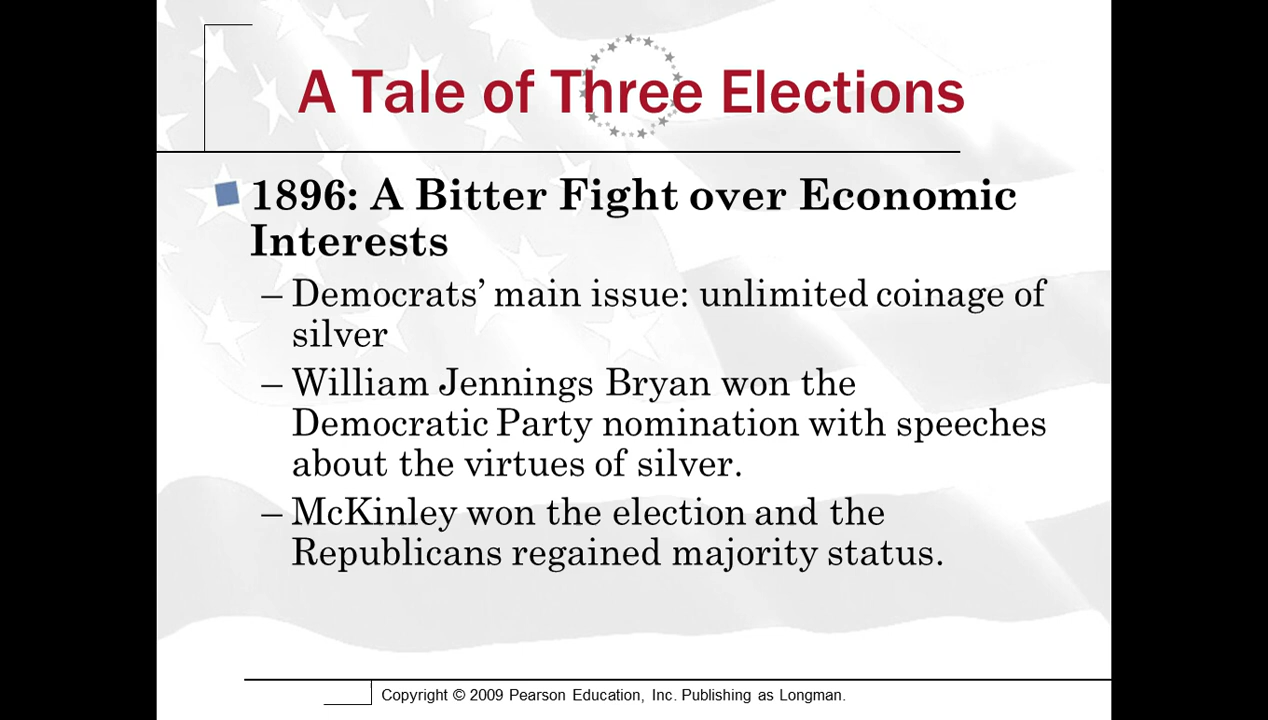 A Tale of Three Elections
1896: A Bitter Fight over Economic
Interests
– Democrats’ main issue: unlimited coinage of
silver
– William Jennings Bryan won the
Democratic Party nomination with speeches
about the virtues of silver.
– McKinley won the election and the
Republicans regained majority status.
Copyright © 2009 Pearson Education, Inc. Publishing as Longman.